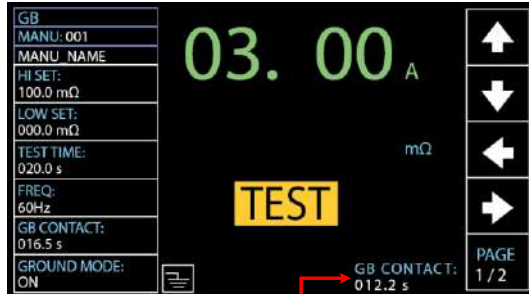 GB
MANU: 001
MANU_NAME
HI SET:
100.0 mΩ
LOW SET:
000.0 mΩ
TEST TIME:
020.0 s
FREQ:
60Hz
GB CONTACT:
016.5 s
GROUND MODE:
ON
03. 00 A
mΩ
TEST
GB CONTACT:
012.2 s
PAGE
1/2